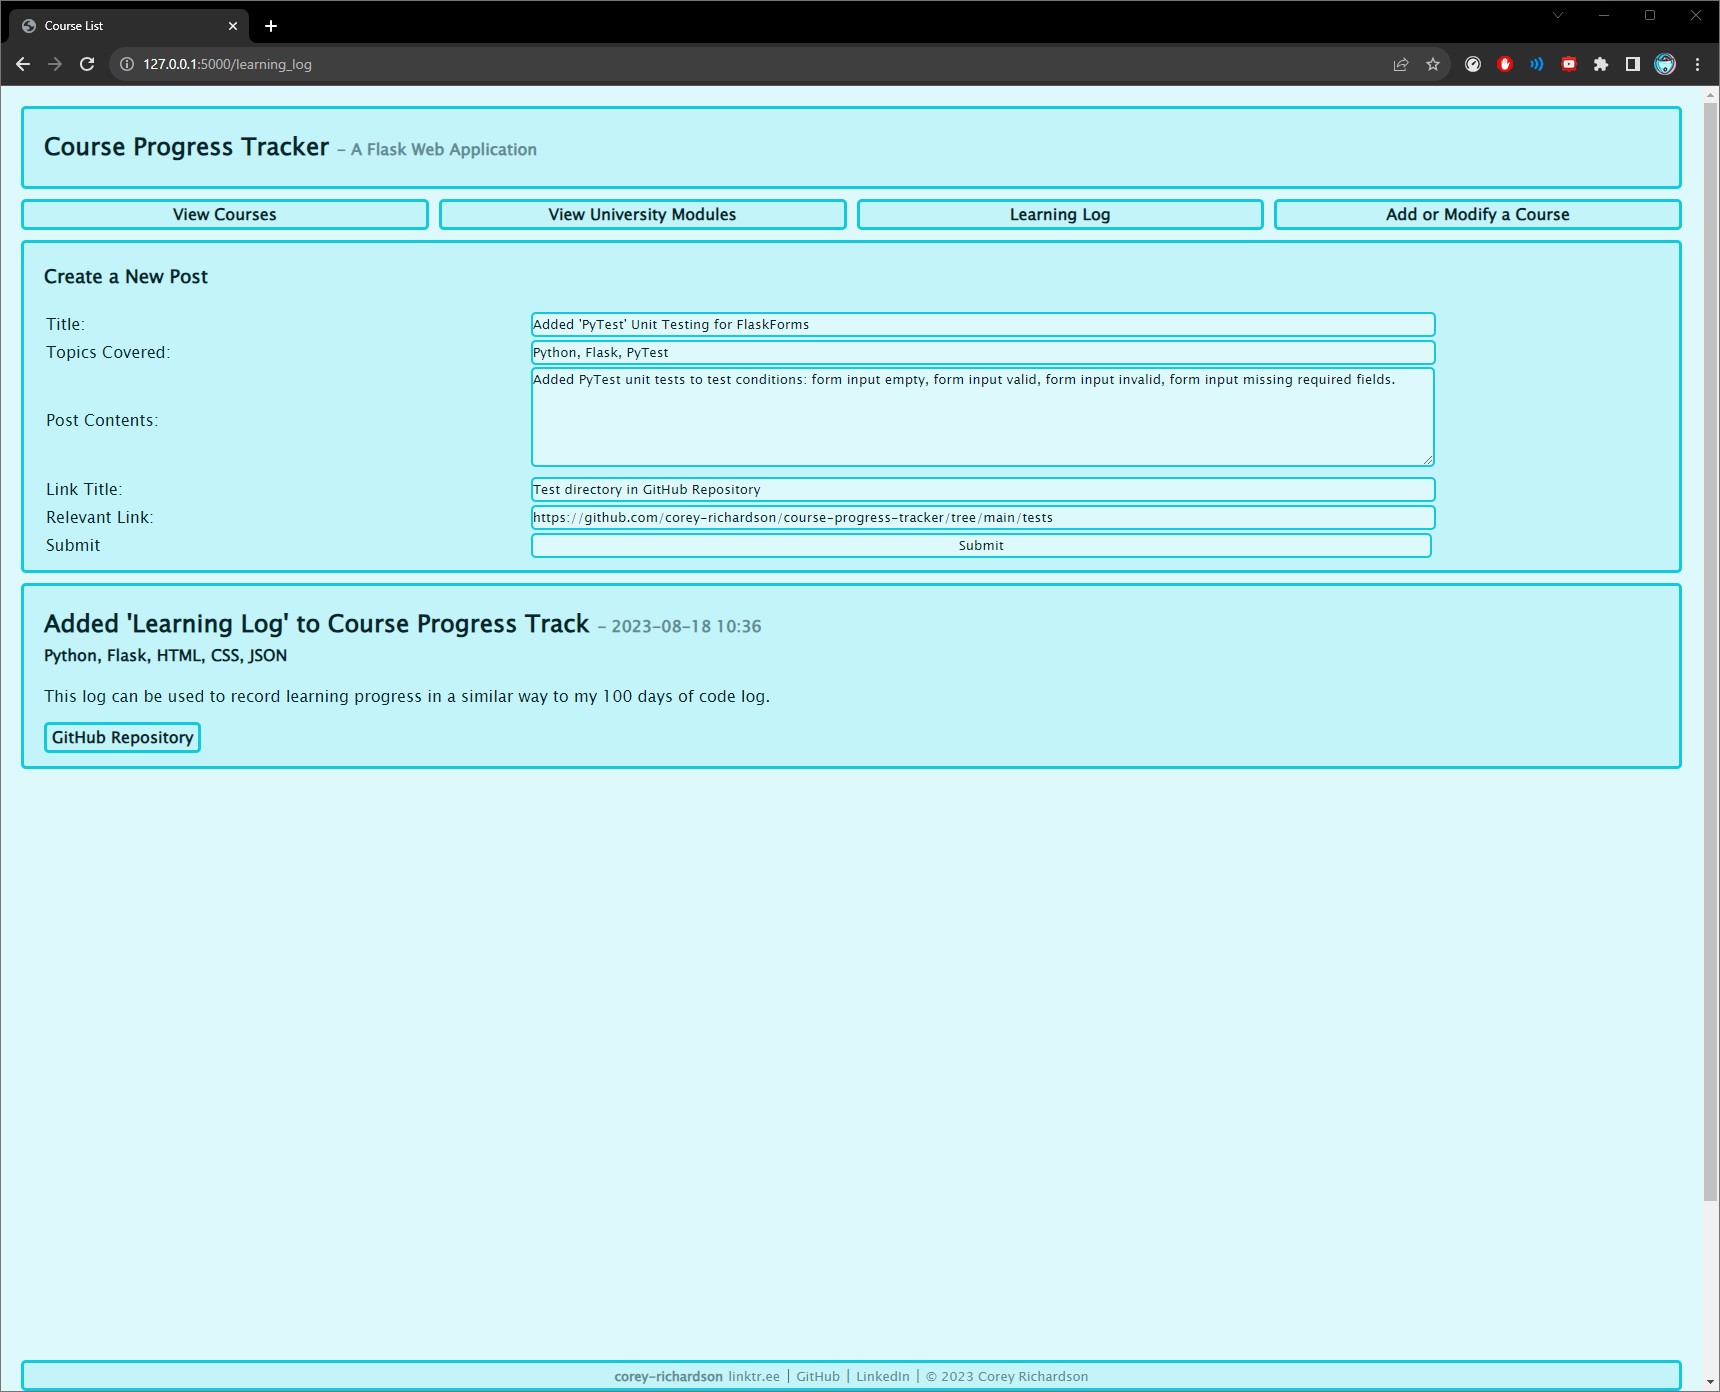 Course List
127.0.0.1:5000/learning_log
Course Progress Tracker - A Flask Web Application
View Courses
View University Modules
Learning Log
Add or Modify a Course
Create a New Post
Title: Added 'PyTest' Unit Testing for FlaskForms
Topics Covered: Python, Flask, PyTest
Post Contents: Added PyTest unit tests to test conditions: form input empty, form input valid, form input invalid, form input missing required fields.
Link Title: Test directory in GitHub Repository
Relevant Link: https://github.com/corey-richardson/course-progress-tracker/tree/main/tests
Submit Submit
Added 'Learning Log' to Course Progress Track - 2023-08-18 10:36
Python, Flask, HTML, CSS, JSON
This log can be used to record learning progress in a similar way to my 100 days of code log.
GitHub Repository
corey-richardson linktr.ee | GitHub | LinkedIn | © 2023 Corey Richardson